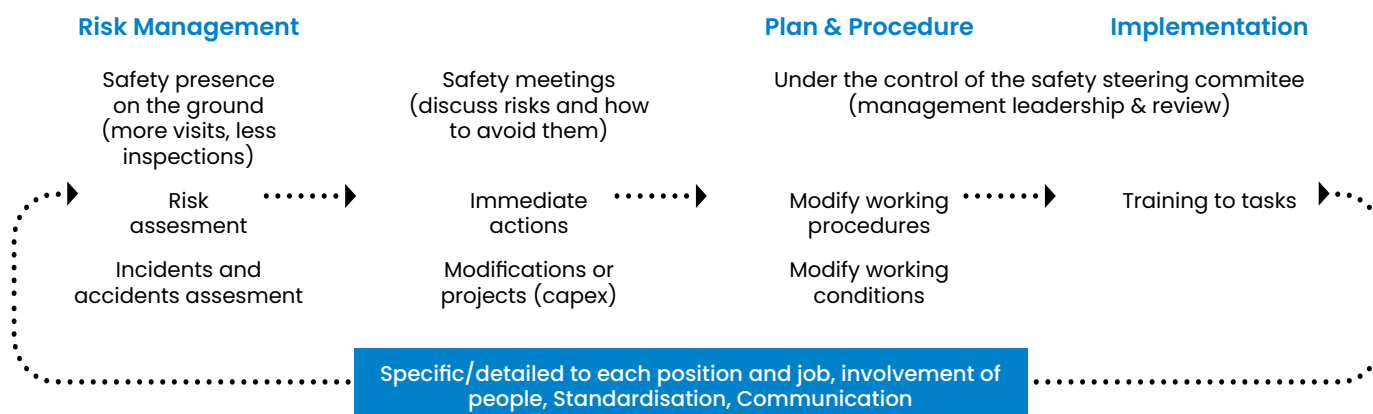 Risk Management
Plan & Procedure
Implementation
Safety presence
on the ground
(more visits, less
inspections)
Safety meetings
(discuss risks and how
to avoid them)
Under the control of the safety steering commitee
(management leadership & review)
Risk
assesment
Immediate
actions
Modify working
procedures
Training to tasks
Incidents and
accidents assesment
Modifications or
projects (capex)
Modify working
conditions
Specific/detailed to each position and job, involvement of
people, Standardisation, Communication